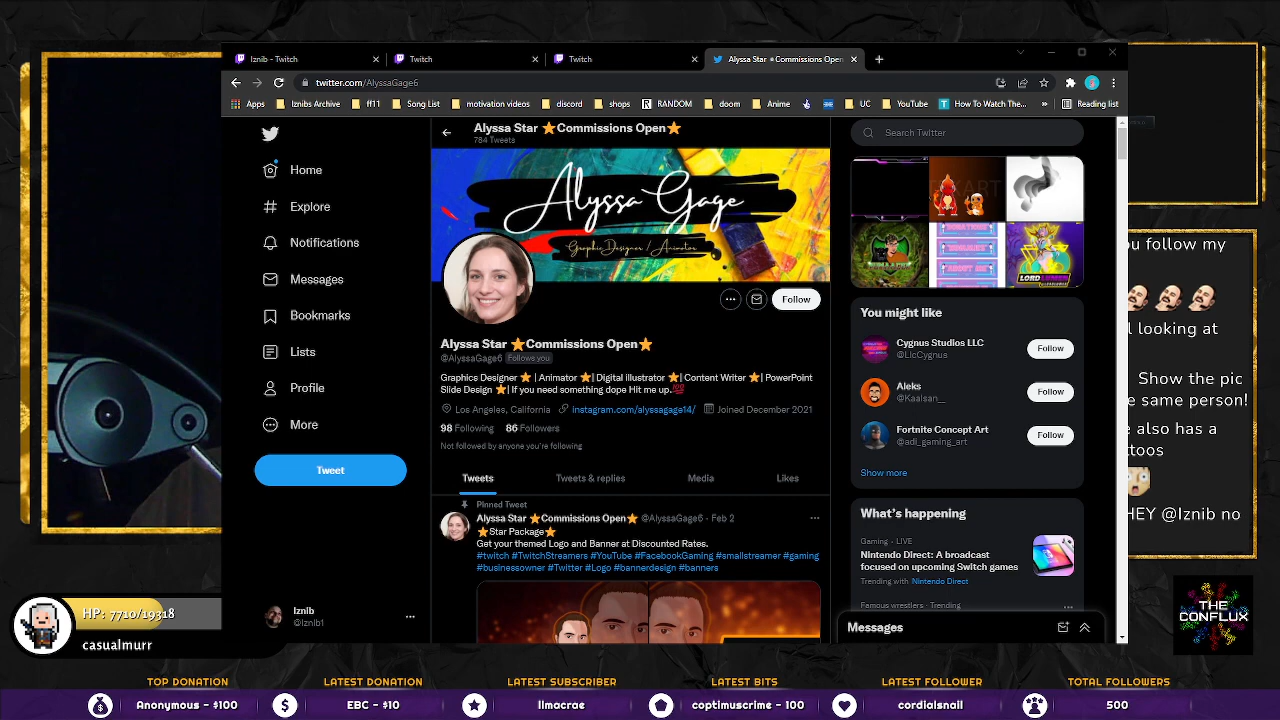 Iznib - Twitch
Twitch
Twitch
Alyssa Star ⭐Commissions Open
twitter.com/AlyssaGage6
Apps
Iznibs Archive
ff11
Song List
motivation videos
discord
shops
RANDOM
doom
Anime
UC
YouTube
How To Watch The...
»
Reading list
Alyssa Star ⭐Commissions Open⭐
784 Tweets
Search Twitter
Home
Explore
Notifications
Messages
Bookmarks
Lists
Profile
More
Tweet
Iznib
@Iznib1
Alyssa Gage
GraphicDesigner / Animator
Follow
Alyssa Star ⭐Commissions Open⭐
@AlyssaGage6 Follows you
Graphic Designer ⭐| Animator ⭐| Digital illustrator ⭐| Content Writer ⭐| PowerPoint
Slide Design ⭐| If you need something dope Hit me up.💯
Los Angeles, California instagram.com/alyssagage14/ Joined December 2021
98 Following 86 Followers
Not followed by anyone you're following
Tweets
Tweets & replies
Media
Likes
Pinned Tweet
Alyssa Star ⭐Commissions Open⭐ @AlyssaGage6 · Feb 2
⭐Star Package⭐
Get your themed Logo and Banner at Discounted Rates.
#twitch #TwitchStreamers #YouTube #FacebookGaming #smallstreamer #gaming
#businessowner #Twitter #Logo #bannerdesign #banners
ABOUT ME
LORD
You might like
Cygnus Studios LLC
@LlcCygnus
Follow
Aleks
@Kaalsan__
Follow
Fortnite Concept Art
@adl_gaming_art
Follow
Show more
What's happening
Gaming · LIVE
Nintendo Direct: A broadcast
focused on upcoming Switch games
Trending with Nintendo Direct
Famous wrestlers · Trending
Messages
ou follow my
l looking at
Show the pic
same person!
also has a
toos
HEY @Iznib no
HP: 7710/19318
casualmurr
THE
CONFLUX
TOP DONATION
Anonymous - $100
LATEST DONATION
EBC - $10
LATEST SUBSCRIBER
llmacrae
LATEST BITS
coptimuscrime - 100
LATEST FOLLOWER
cordialsnail
TOTAL FOLLOWERS
500